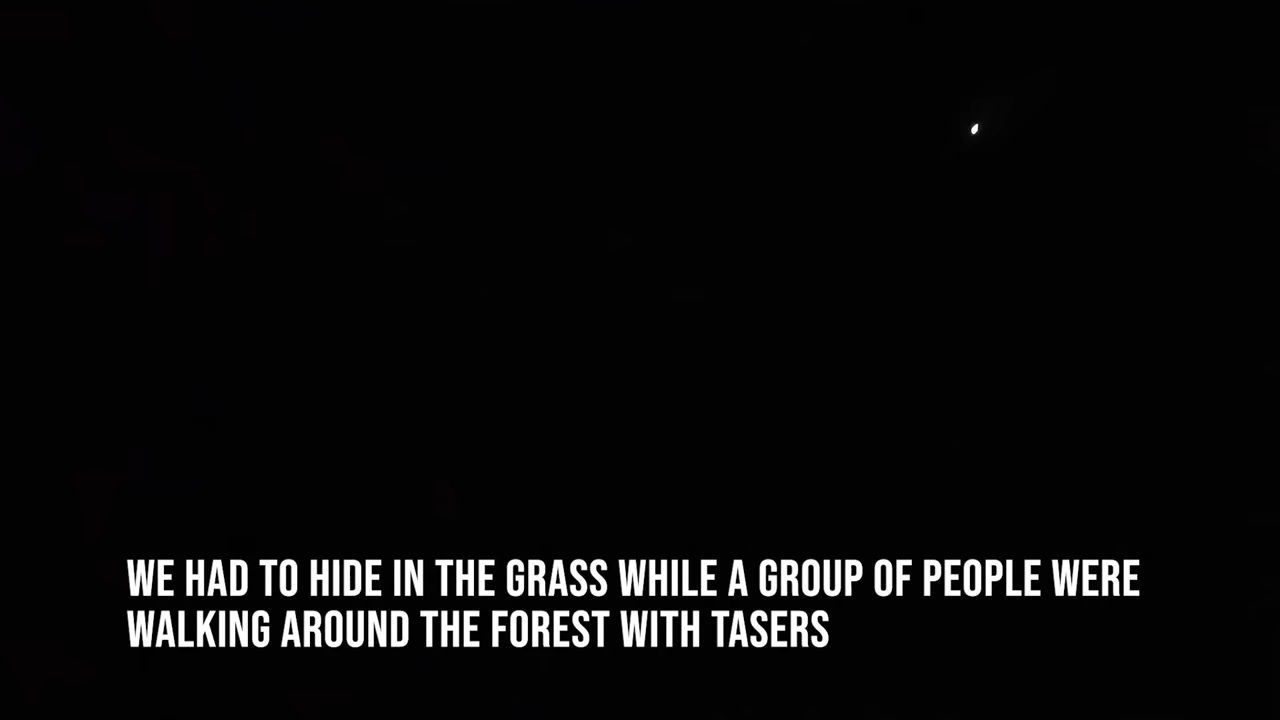 WE HAD TO HIDE IN THE GRASS WHILE A GROUP OF PEOPLE WERE
WALKING AROUND THE FOREST WITH TASERS